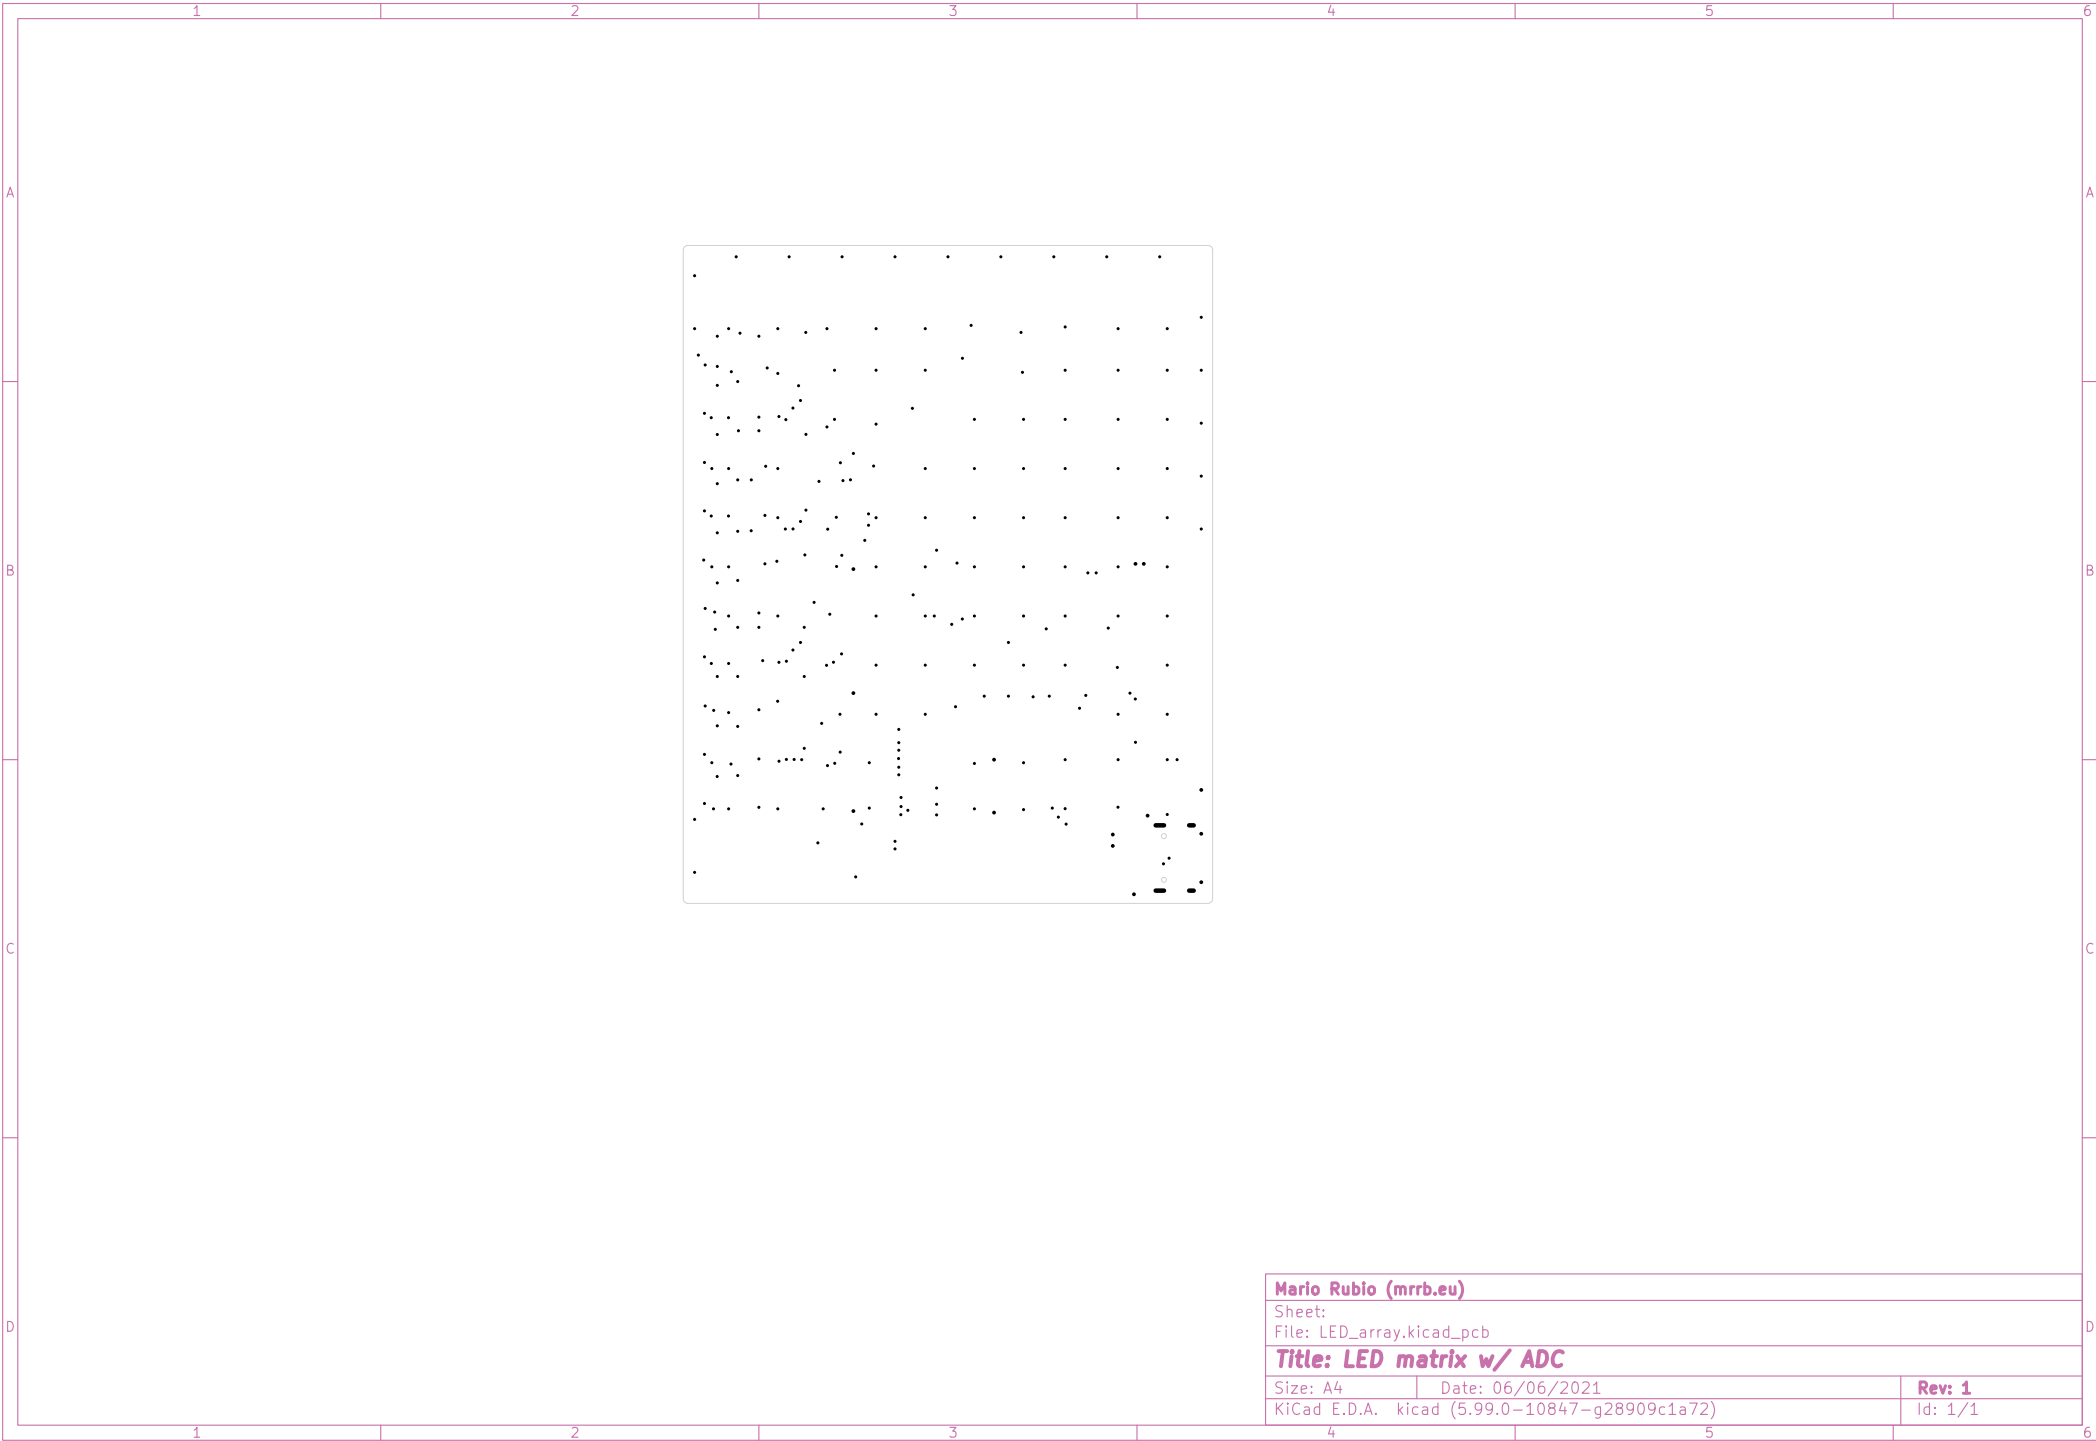 1 2 3 4 5 6
A A
B B
C C
Mario Rubio (mrrb.eu)
Sheet:
File: LED_array.kicad_pcb
D D
Title: LED matrix w/ ADC
Size: A4 Date: 06/06/2021 Rev: 1
KiCad E.D.A. kicad (5.99.0-10847-g28909c1a72) Id: 1/1
1 2 3 4 5 6